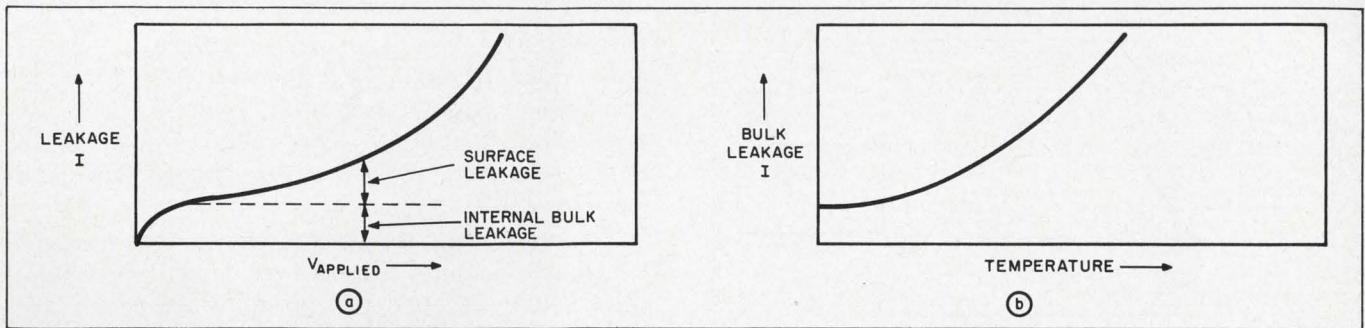 LEAKAGE
I
SURFACE
LEAKAGE
INTERNAL BULK
LEAKAGE
VAPPLIED
a
BULK
LEAKAGE
I
TEMPERATURE
b